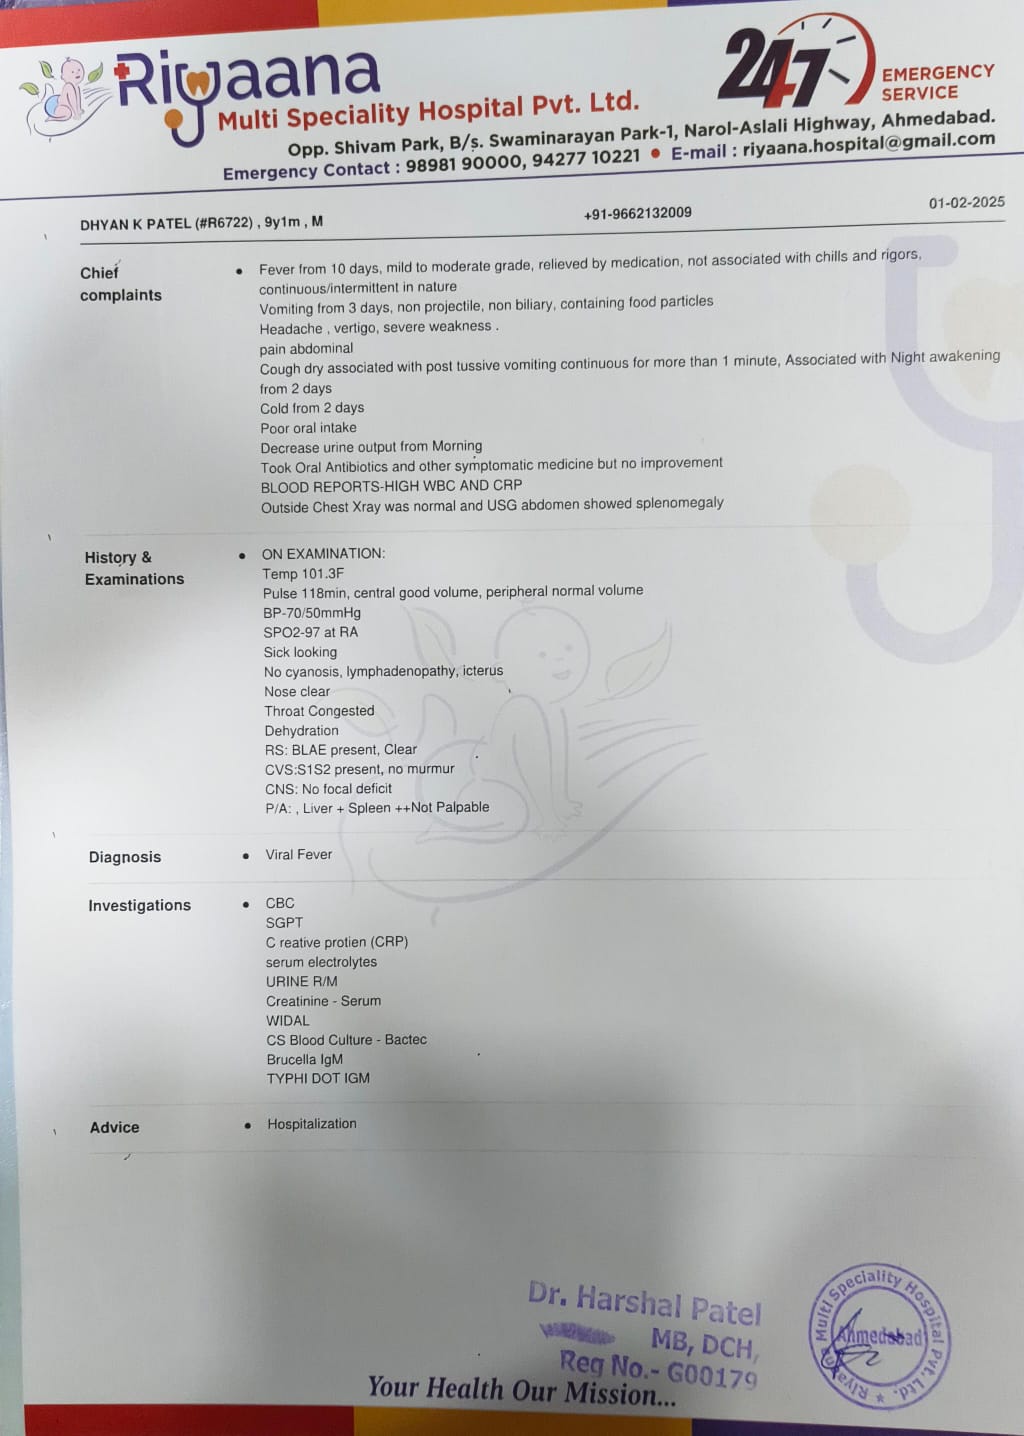 Riyaana
Multi Speciality Hospital Pvt. Ltd.
24x7 EMERGENCY SERVICE
Opp. Shivam Park, B/s. Swaminarayan Park-1, Narol-Aslali Highway, Ahmedabad.
Emergency Contact : 98981 90000, 94277 10221 • E-mail : riyaana.hospital@gmail.com
DHYAN K PATEL (#R6722) , 9y1m , M +91-9662132009 01-02-2025
Chief complaints
• Fever from 10 days, mild to moderate grade, relieved by medication, not associated with chills and rigors,
continuous/intermittent in nature
Vomiting from 3 days, non projectile, non biliary, containing food particles
Headache , vertigo, severe weakness .
pain abdominal
Cough dry associated with post tussive vomiting continuous for more than 1 minute, Associated with Night awakening
from 2 days
Cold from 2 days
Poor oral intake
Decrease urine output from Morning
Took Oral Antibiotics and other symptomatic medicine but no improvement
BLOOD REPORTS-HIGH WBC AND CRP
Outside Chest Xray was normal and USG abdomen showed splenomegaly
History & Examinations
• ON EXAMINATION:
Temp 101.3F
Pulse 118min, central good volume, peripheral normal volume
BP-70/50mmHg
SPO2-97 at RA
Sick looking
No cyanosis, lymphadenopathy, icterus
Nose clear
Throat Congested
Dehydration
RS: BLAE present, Clear
CVS:S1S2 present, no murmur
CNS: No focal deficit
P/A: , Liver + Spleen ++Not Palpable
Diagnosis • Viral Fever
Investigations • CBC
SGPT
C reative protien (CRP)
serum electrolytes
URINE R/M
Creatinine - Serum
WIDAL
CS Blood Culture - Bactec
Brucella IgM
TYPHI DOT IGM
Advice • Hospitalization
Dr. Harshal Patel
MB, DCH,
Reg No.- G00179
Riyaana Multi Speciality Hospital Pvt. Ltd. ★
Ahmedabad
Your Health Our Mission...